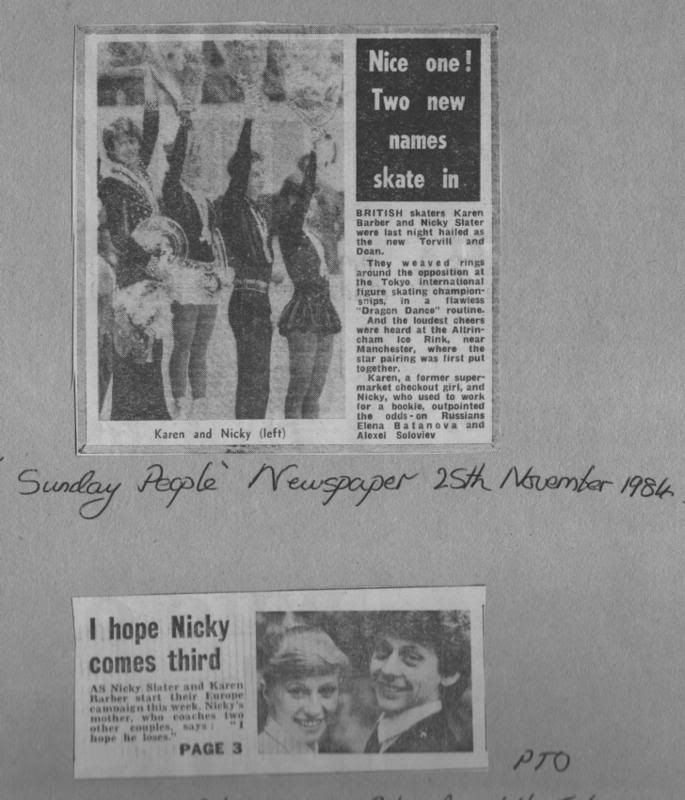 Nice one!
Two new
names
skate in
BRITISH skaters Karen
Barber and Nicky Slater
were last night hailed as
the new Torvill and
Dean.
They weaved rings
around the opposition at
the Tokyo international
figure skating champion-
ships, in a flawless
"Dragon Dance" routine.
And the loudest cheers
were heard at the Altrin-
cham Ice Rink, near
Manchester, where the
star pairing was first put
together.
Karen, a former super-
market checkout girl, and
Nicky, who used to work
for a bookie, outpointed
the odds-on Russians
Elena Batanova and
Alexei Soloviev
Karen and Nicky (left)
'Sunday People' Newspaper 25th November 1984.
I hope Nicky
comes third
AS Nicky Slater and Karen
Barber start their Europe
campaign this week, Nicky's
mother, who coaches two
other couples, says: "I
hope he loses."
PAGE 3
PTO